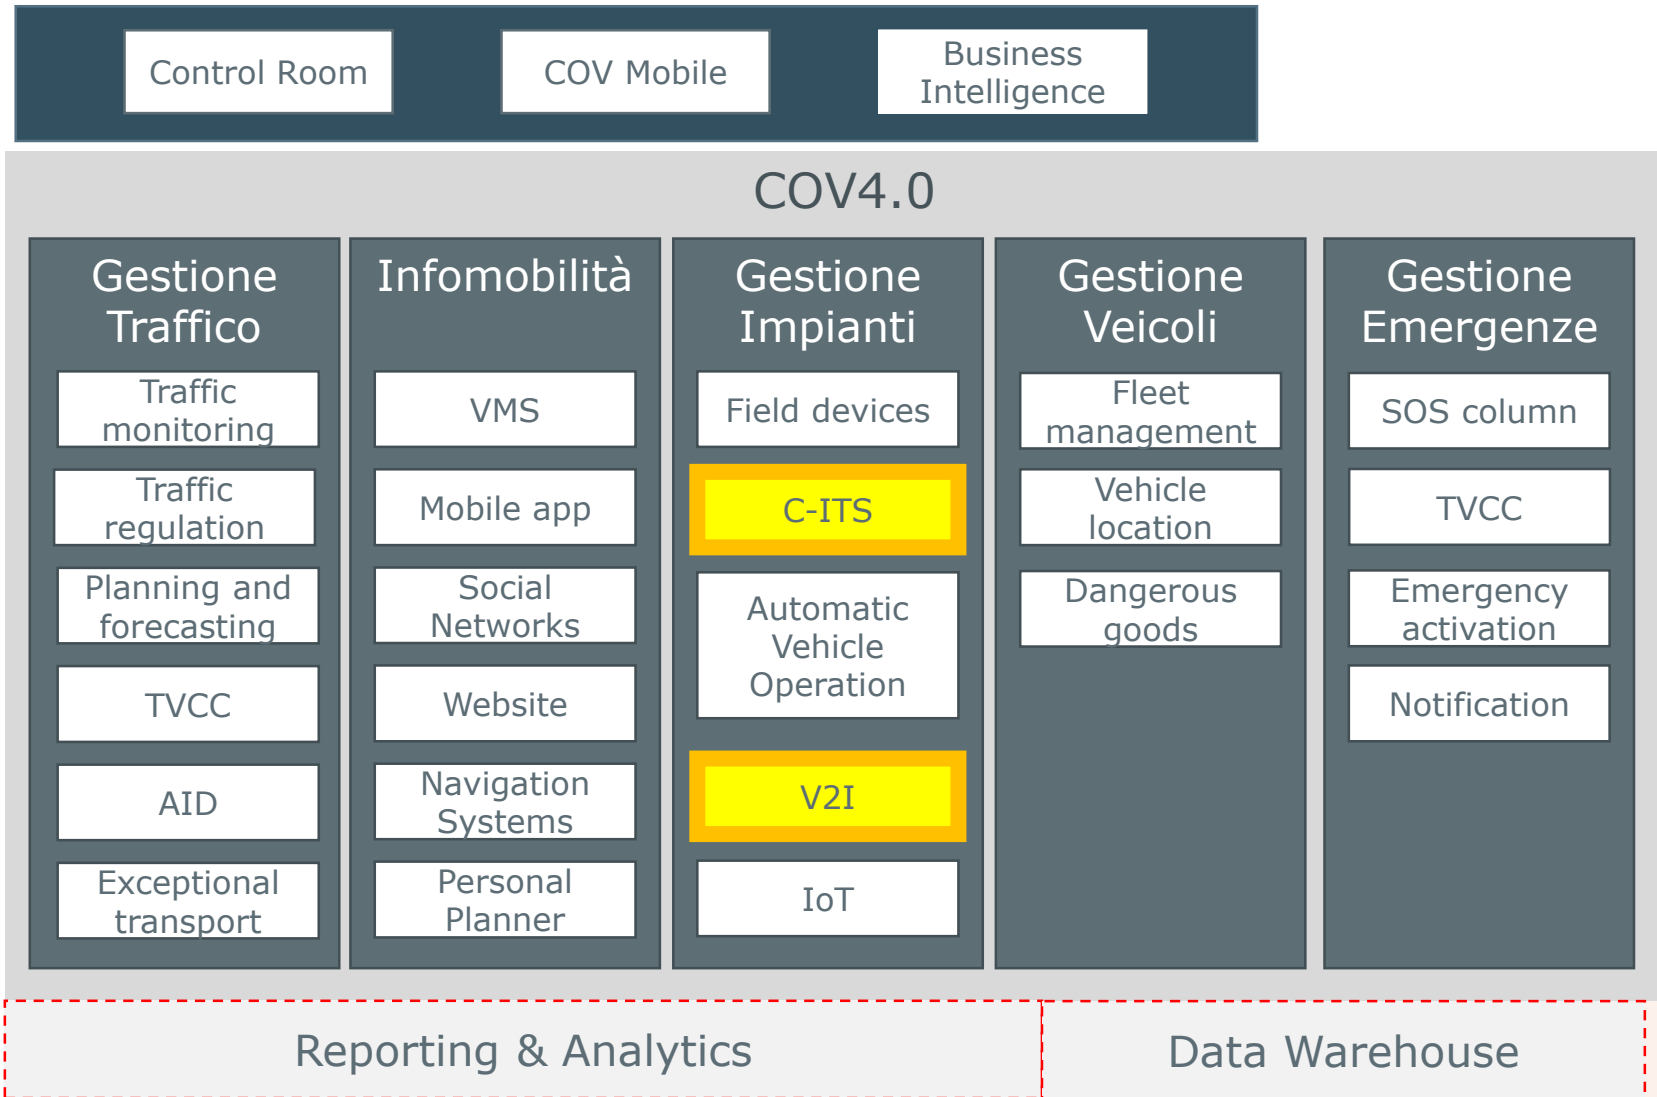 Control Room
COV Mobile
Business
Intelligence
COV4.0
Gestione
Traffico
Traffic
monitoring
Traffic
regulation
Planning and
forecasting
TVCC
AID
Exceptional
transport
Infomobilità
VMS
Mobile app
Social
Networks
Website
Navigation
Systems
Personal
Planner
Gestione
Impianti
Field devices
C-ITS
Automatic
Vehicle
Operation
V2I
IoT
Gestione
Veicoli
Fleet
management
Vehicle
location
Dangerous
goods
Gestione
Emergenze
SOS column
TVCC
Emergency
activation
Notification
Reporting & Analytics
Data Warehouse